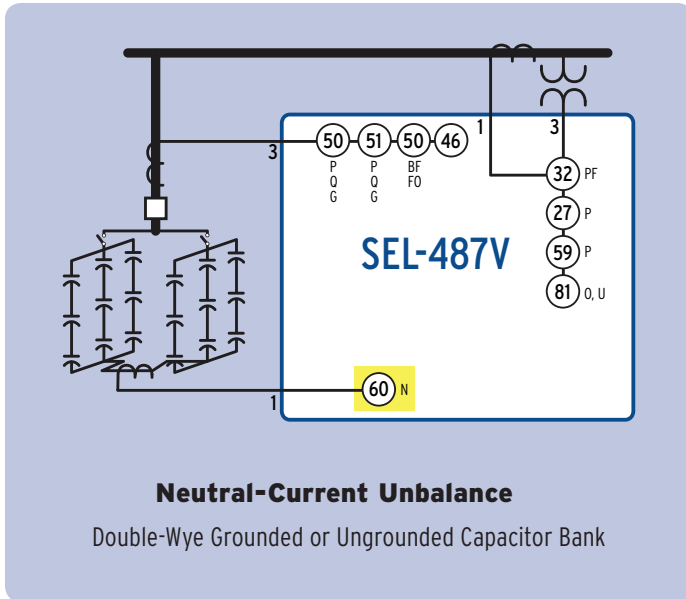 1
3
3
50
51
50
46
P
Q
G
P
Q
G
BF
FO
32 PF
27 P
59 P
81 O, U
SEL-487V
60 N
1
Neutral-Current Unbalance
Double-Wye Grounded or Ungrounded Capacitor Bank